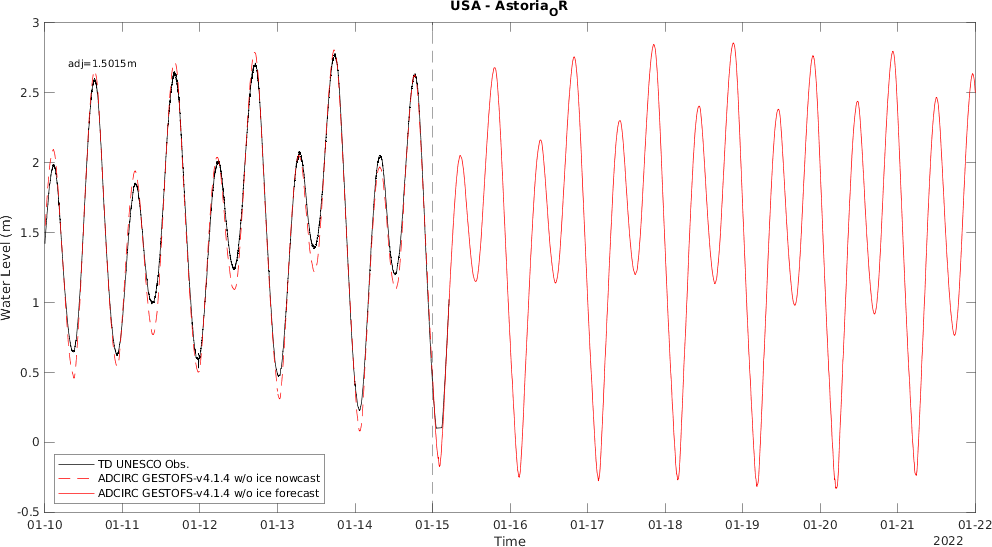 USA - Astoria_OR
adj=1.5015m
3
2.5
2
1.5
1
0.5
0
-0.5
Water Level (m)
TD UNESCO Obs.
ADCIRC GESTOFS-v4.1.4 w/o ice nowcast
ADCIRC GESTOFS-v4.1.4 w/o ice forecast
01-10 01-11 01-12 01-13 01-14 01-15 01-16 01-17 01-18 01-19 01-20 01-21 01-22
Time
2022